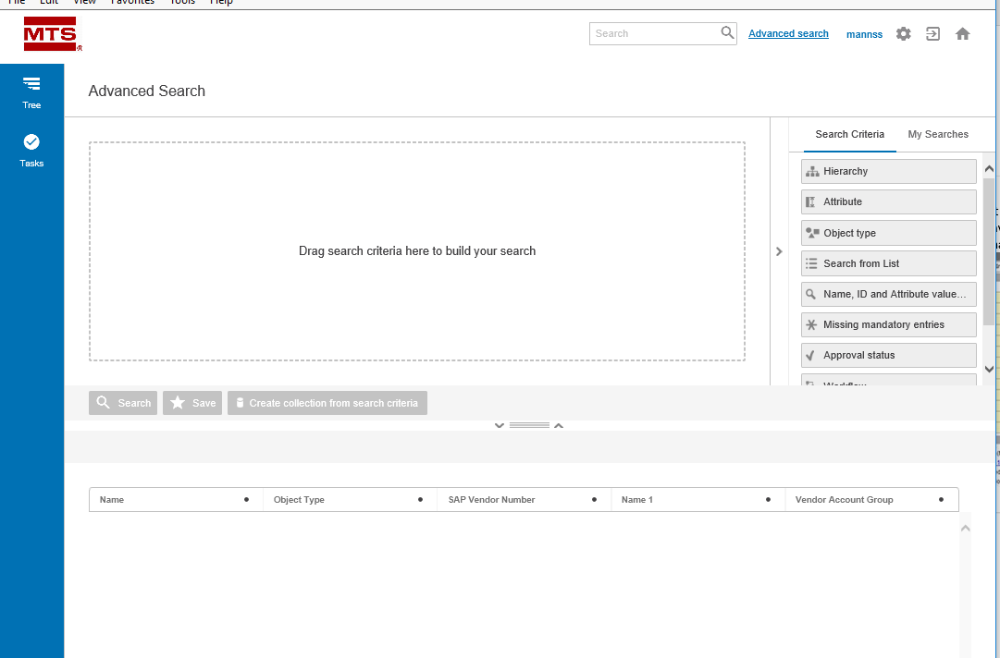 File Edit View Favorites Tools Help
MTS
Search
Advanced search
mannss
Tree
Tasks
Advanced Search
Search Criteria
My Searches
Drag search criteria here to build your search
Hierarchy
Attribute
Object type
Search from List
Name, ID and Attribute value...
Missing mandatory entries
Approval status
Workflow
Search
Save
Create collection from search criteria
Name
Object Type
SAP Vendor Number
Name 1
Vendor Account Group